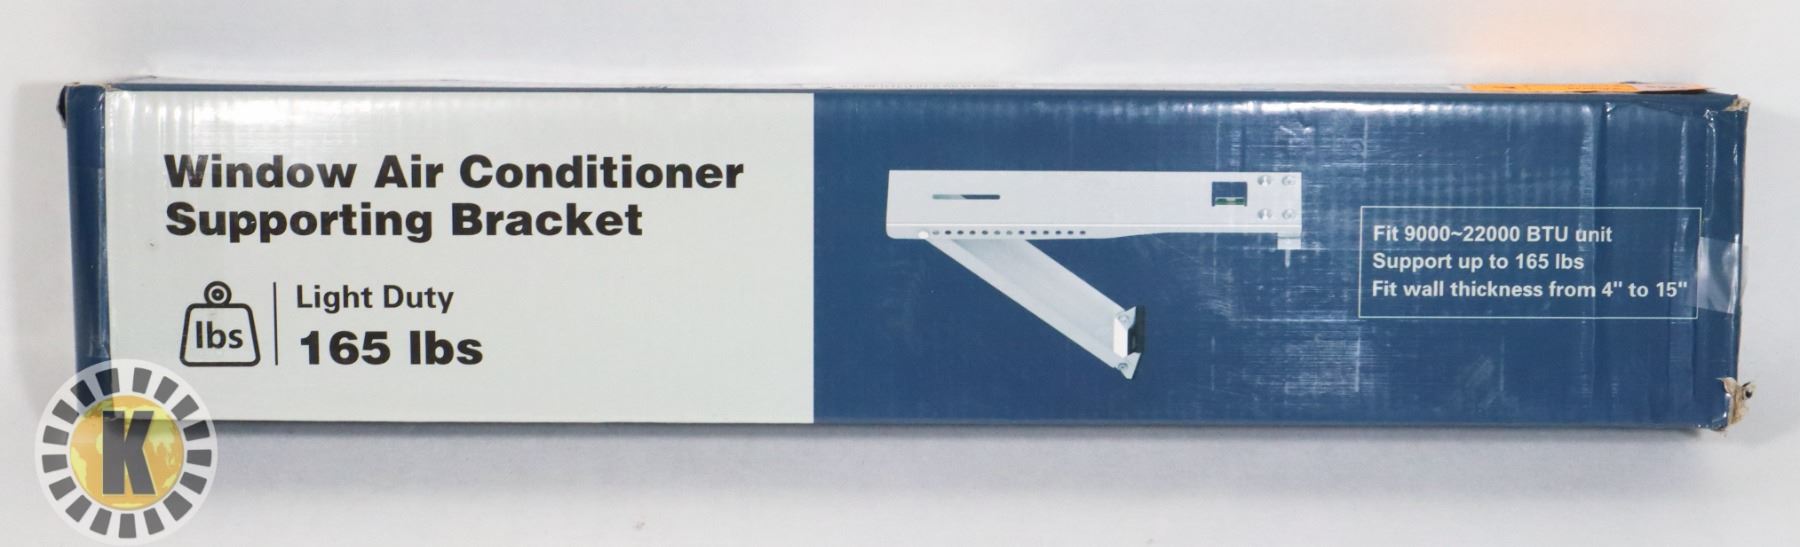 Window Air Conditioner
Supporting Bracket
lbs
Light Duty
165 lbs
Fit 9000~22000 BTU unit
Support up to 165 lbs
Fit wall thickness from 4" to 15"
K